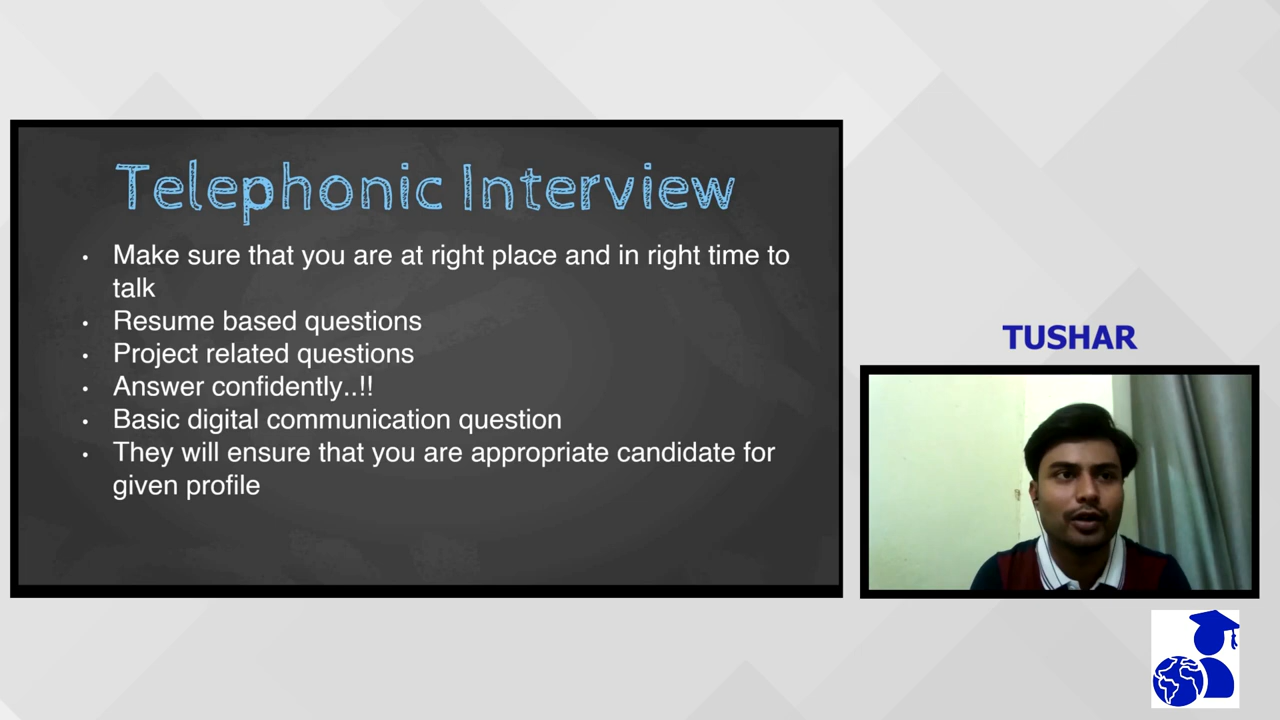 Telephonic Interview
• Make sure that you are at right place and in right time to
talk
• Resume based questions
• Project related questions
• Answer confidently..!!
• Basic digital communication question
• They will ensure that you are appropriate candidate for
given profile
TUSHAR